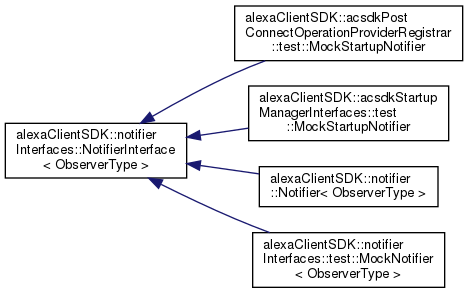 alexaClientSDK::acsdkPost
ConnectOperationProviderRegistrar
::test::MockStartupNotifier
alexaClientSDK::acsdkStartup
ManagerInterfaces::test
::MockStartupNotifier
alexaClientSDK::notifier
Interfaces::NotifierInterface
< ObserverType >
alexaClientSDK::notifier
::Notifier< ObserverType >
alexaClientSDK::notifier
Interfaces::test::MockNotifier
< ObserverType >